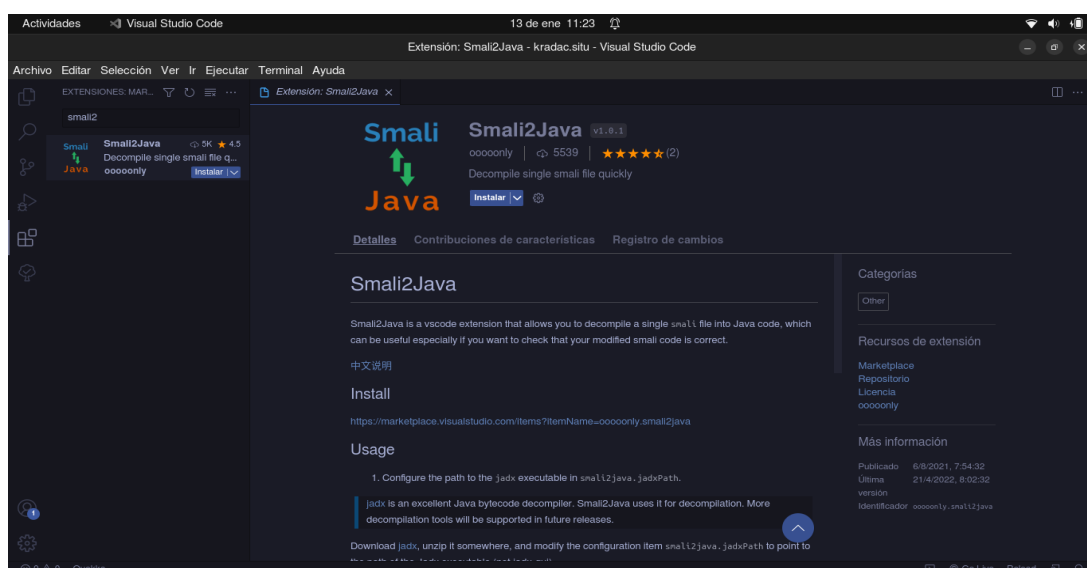 Actividades Visual Studio Code 13 de ene 11:23
Extensión: Smali2Java - kradac.situ - Visual Studio Code
Archivo Editar Selección Ver Ir Ejecutar Terminal Ayuda
EXTENSIONES: MAR... Extensión: Smali2Java
smali2
Smali2Java 5K 4.5
Decompile single smali file q...
ooooonly Instalar
Smali
Java
Smali
Java
Smali2Java v1.0.1
ooooonly 5539 (2)
Decompile single smali file quickly
Instalar
Detalles Contribuciones de características Registro de cambios
Smali2Java
Smali2Java is a vscode extension that allows you to decompile a single smali file into Java code, which
can be useful especially if you want to check that your modified smali code is correct.
中文说明
Install
https://marketplace.visualstudio.com/items?itemName=ooooonly.smali2java
Usage
1. Configure the path to the jadx executable in smali2java.jadxPath.
jadx is an excellent Java bytecode decompiler. Smali2Java uses it for decompilation. More
decompilation tools will be supported in future releases.
Download jadx, unzip it somewhere, and modify the configuration item smali2java.jadxPath to point to
Categorías
Other
Recursos de extensión
Marketplace
Repositorio
Licencia
ooooonly
Más información
Publicado 6/8/2021, 7:54:32
Última versión 21/4/2022, 8:02:32
Identificador ooooonly.smali2java
1